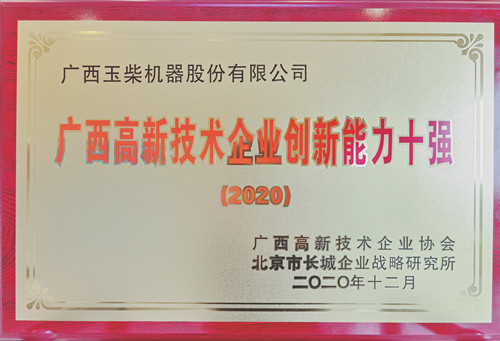 广西玉柴机器股份有限公司
广西高新技术企业创新能力十强
(2020)
广西高新技术企业协会
北京市长城企业战略研究所
二〇二〇年十二月